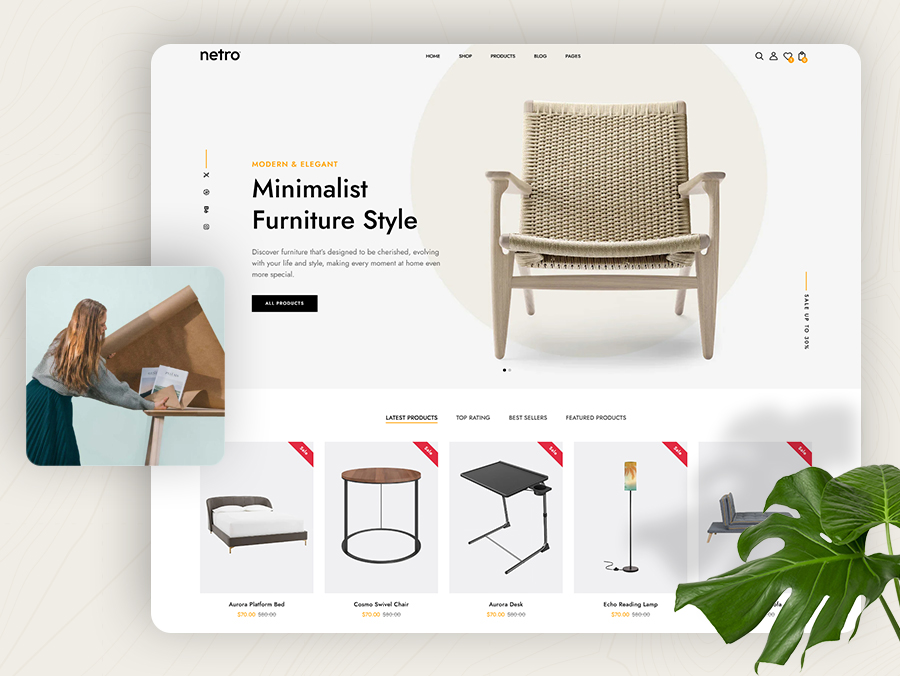 netro
HOME SHOP PRODUCTS BLOG PAGES
MODERN & ELEGANT
Minimalist
Furniture Style
Discover furniture that's designed to be cherished, evolving
with your life and style, making every moment at home even
more special.
ALL PRODUCTS
SALE UP TO 30%
LATEST PRODUCTS TOP RATING BEST SELLERS FEATURED PRODUCTS
Sale Sale Sale Sale Sale
Aurora Platform Bed
$70.00 $80.00
Cosmo Swivel Chair
$70.00 $80.00
Aurora Desk
$70.00 $80.00
Echo Reading Lamp
$70.00 $80.00